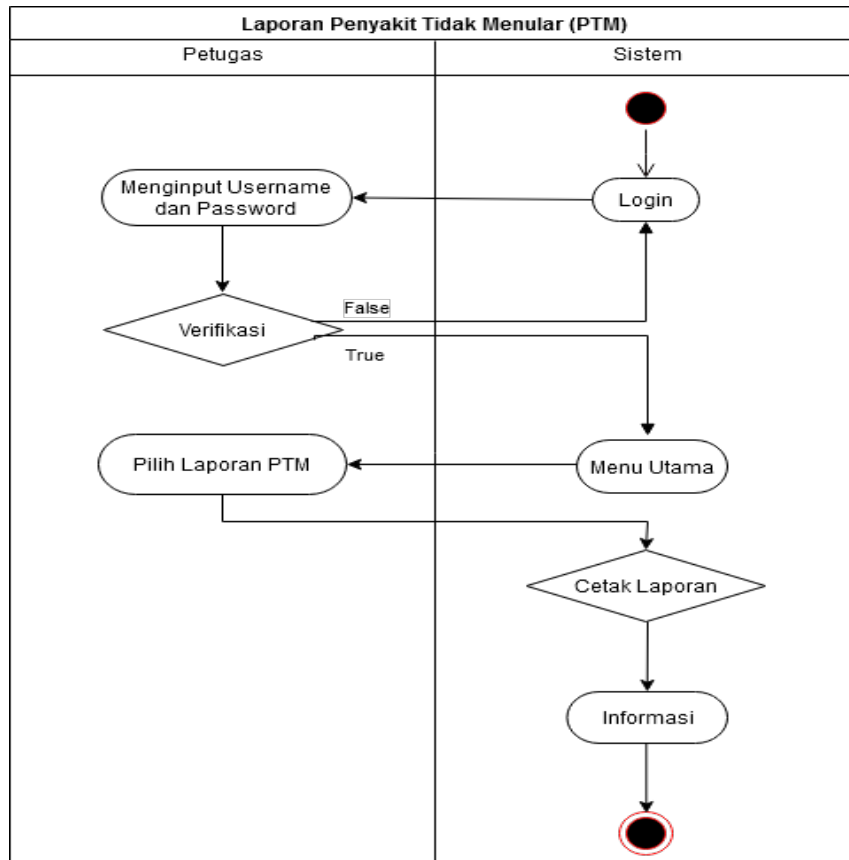 Laporan Penyakit Tidak Menular (PTM)
Petugas
Sistem
Menginput Username
dan Password
Login
False
Verifikasi
True
Pilih Laporan PTM
Menu Utama
Cetak Laporan
Informasi